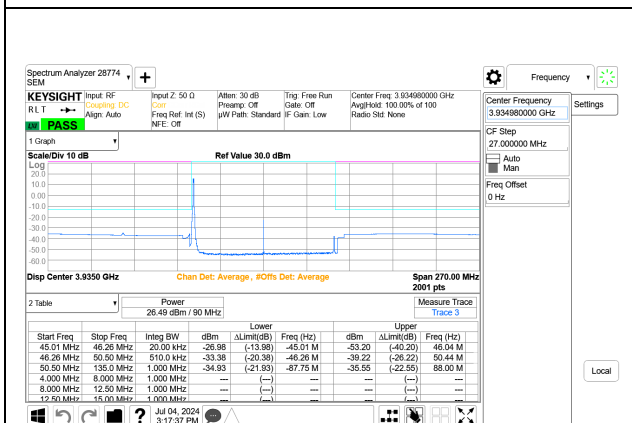 Spectrum Analyzer 28774
SEM
Frequency
KEYSIGHT
RLT
PASS
Input: RF
Coupling: DC
Align: Auto
Input Z: 50 Ω
Corr
Freq Ref: Int (S)
NFE: Off
Atten: 30 dB
Preamp: Off
µW Path: Standard
Trig: Free Run
Gate: Off
IF Gain: Low
Center Freq: 3.934980000 GHz
Avg|Hold: 100.00% of 100
Radio Std: None
Center Frequency
3.934980000 GHz
Settings
CF Step
27.000000 MHz
Auto
Man
Freq Offset
0 Hz
1 Graph
Scale/Div 10 dB
Ref Value 30.0 dBm
Log
20.0
10.0
0.00
-10.0
-20.0
-30.0
-40.0
-50.0
-60.0
Disp Center 3.9350 GHz
Chan Det: Average, #Offs Det: Average
Span 270.00 MHz
2001 pts
2 Table
Power
26.49 dBm / 90 MHz
Measure Trace
Trace 3
Lower Upper
Start Freq Stop Freq Integ BW dBm ΔLimit(dB) Freq (Hz) dBm ΔLimit(dB) Freq (Hz)
45.01 MHz 46.26 MHz 20.00 kHz -26.98 (-13.98) -45.01 M -53.20 (-40.20) 46.04 M
46.26 MHz 50.50 MHz 510.0 kHz -33.38 (-20.38) -46.26 M -39.22 (-26.22) 50.44 M
50.50 MHz 135.0 MHz 1.000 MHz -34.93 (-21.93) -87.75 M -35.55 (-22.55) 88.00 M
4.000 MHz 8.000 MHz 1.000 MHz --- (---) --- --- (---) ---
8.000 MHz 12.50 MHz 1.000 MHz --- (---) --- --- (---) ---
12.50 MHz 15.00 MHz 1.000 MHz --- (---) --- --- (---) ---
Local
Jul 04, 2024
3:17:37 PM